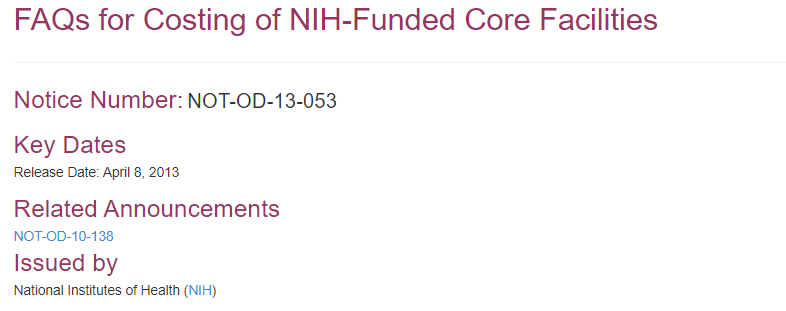 FAQs for Costing of NIH-Funded Core Facilities
Notice Number: NOT-OD-13-053
Key Dates
Release Date: April 8, 2013
Related Announcements
NOT-OD-10-138
Issued by
National Institutes of Health (NIH)